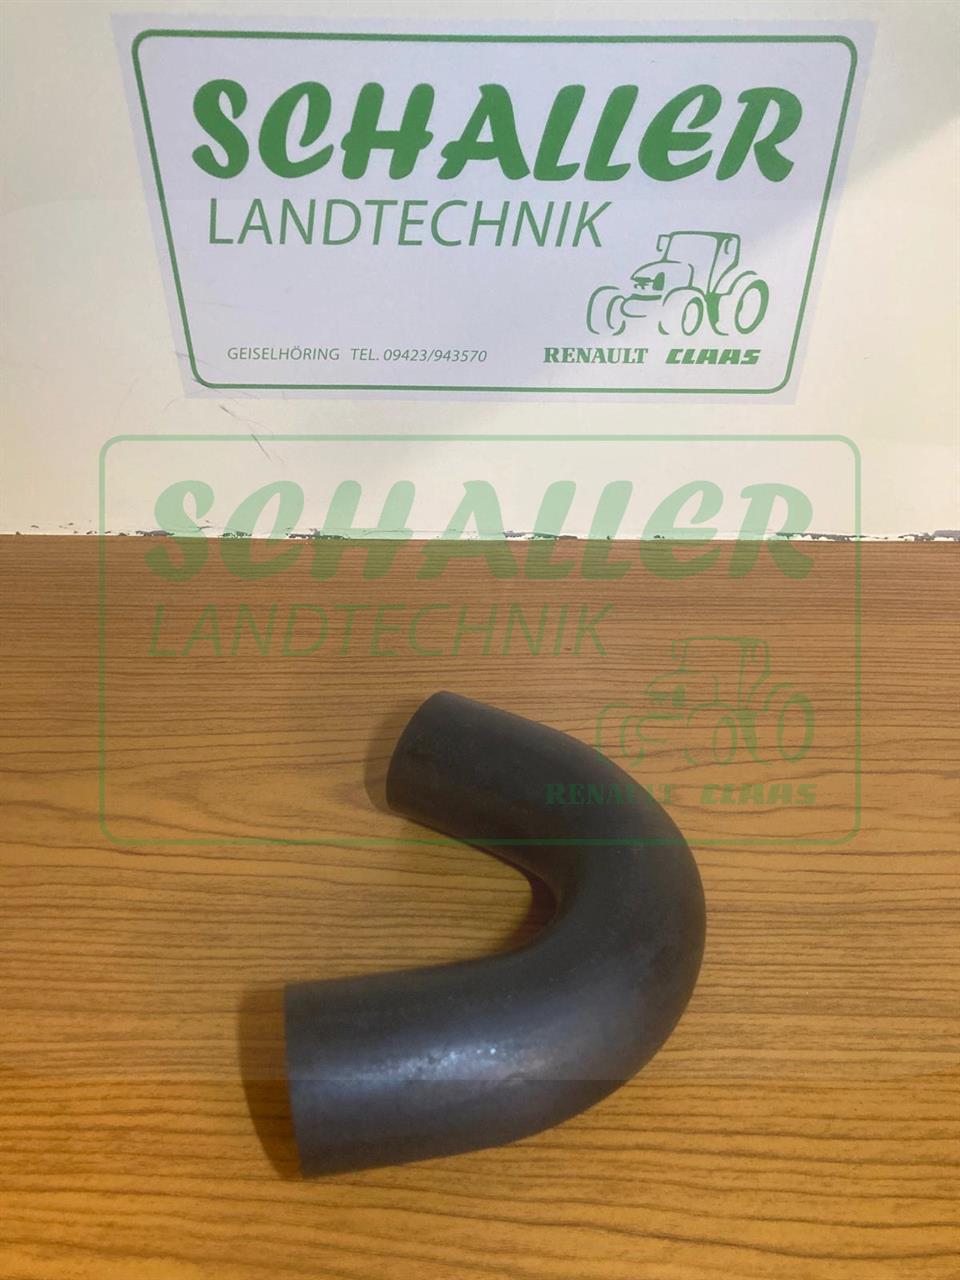 SCHALLER
LANDTECHNIK
GEISELHÖRING TEL. 09423/943570
RENAULT CLAAS
SCHALLER
LANDTECHNIK
RENAULT CLAAS